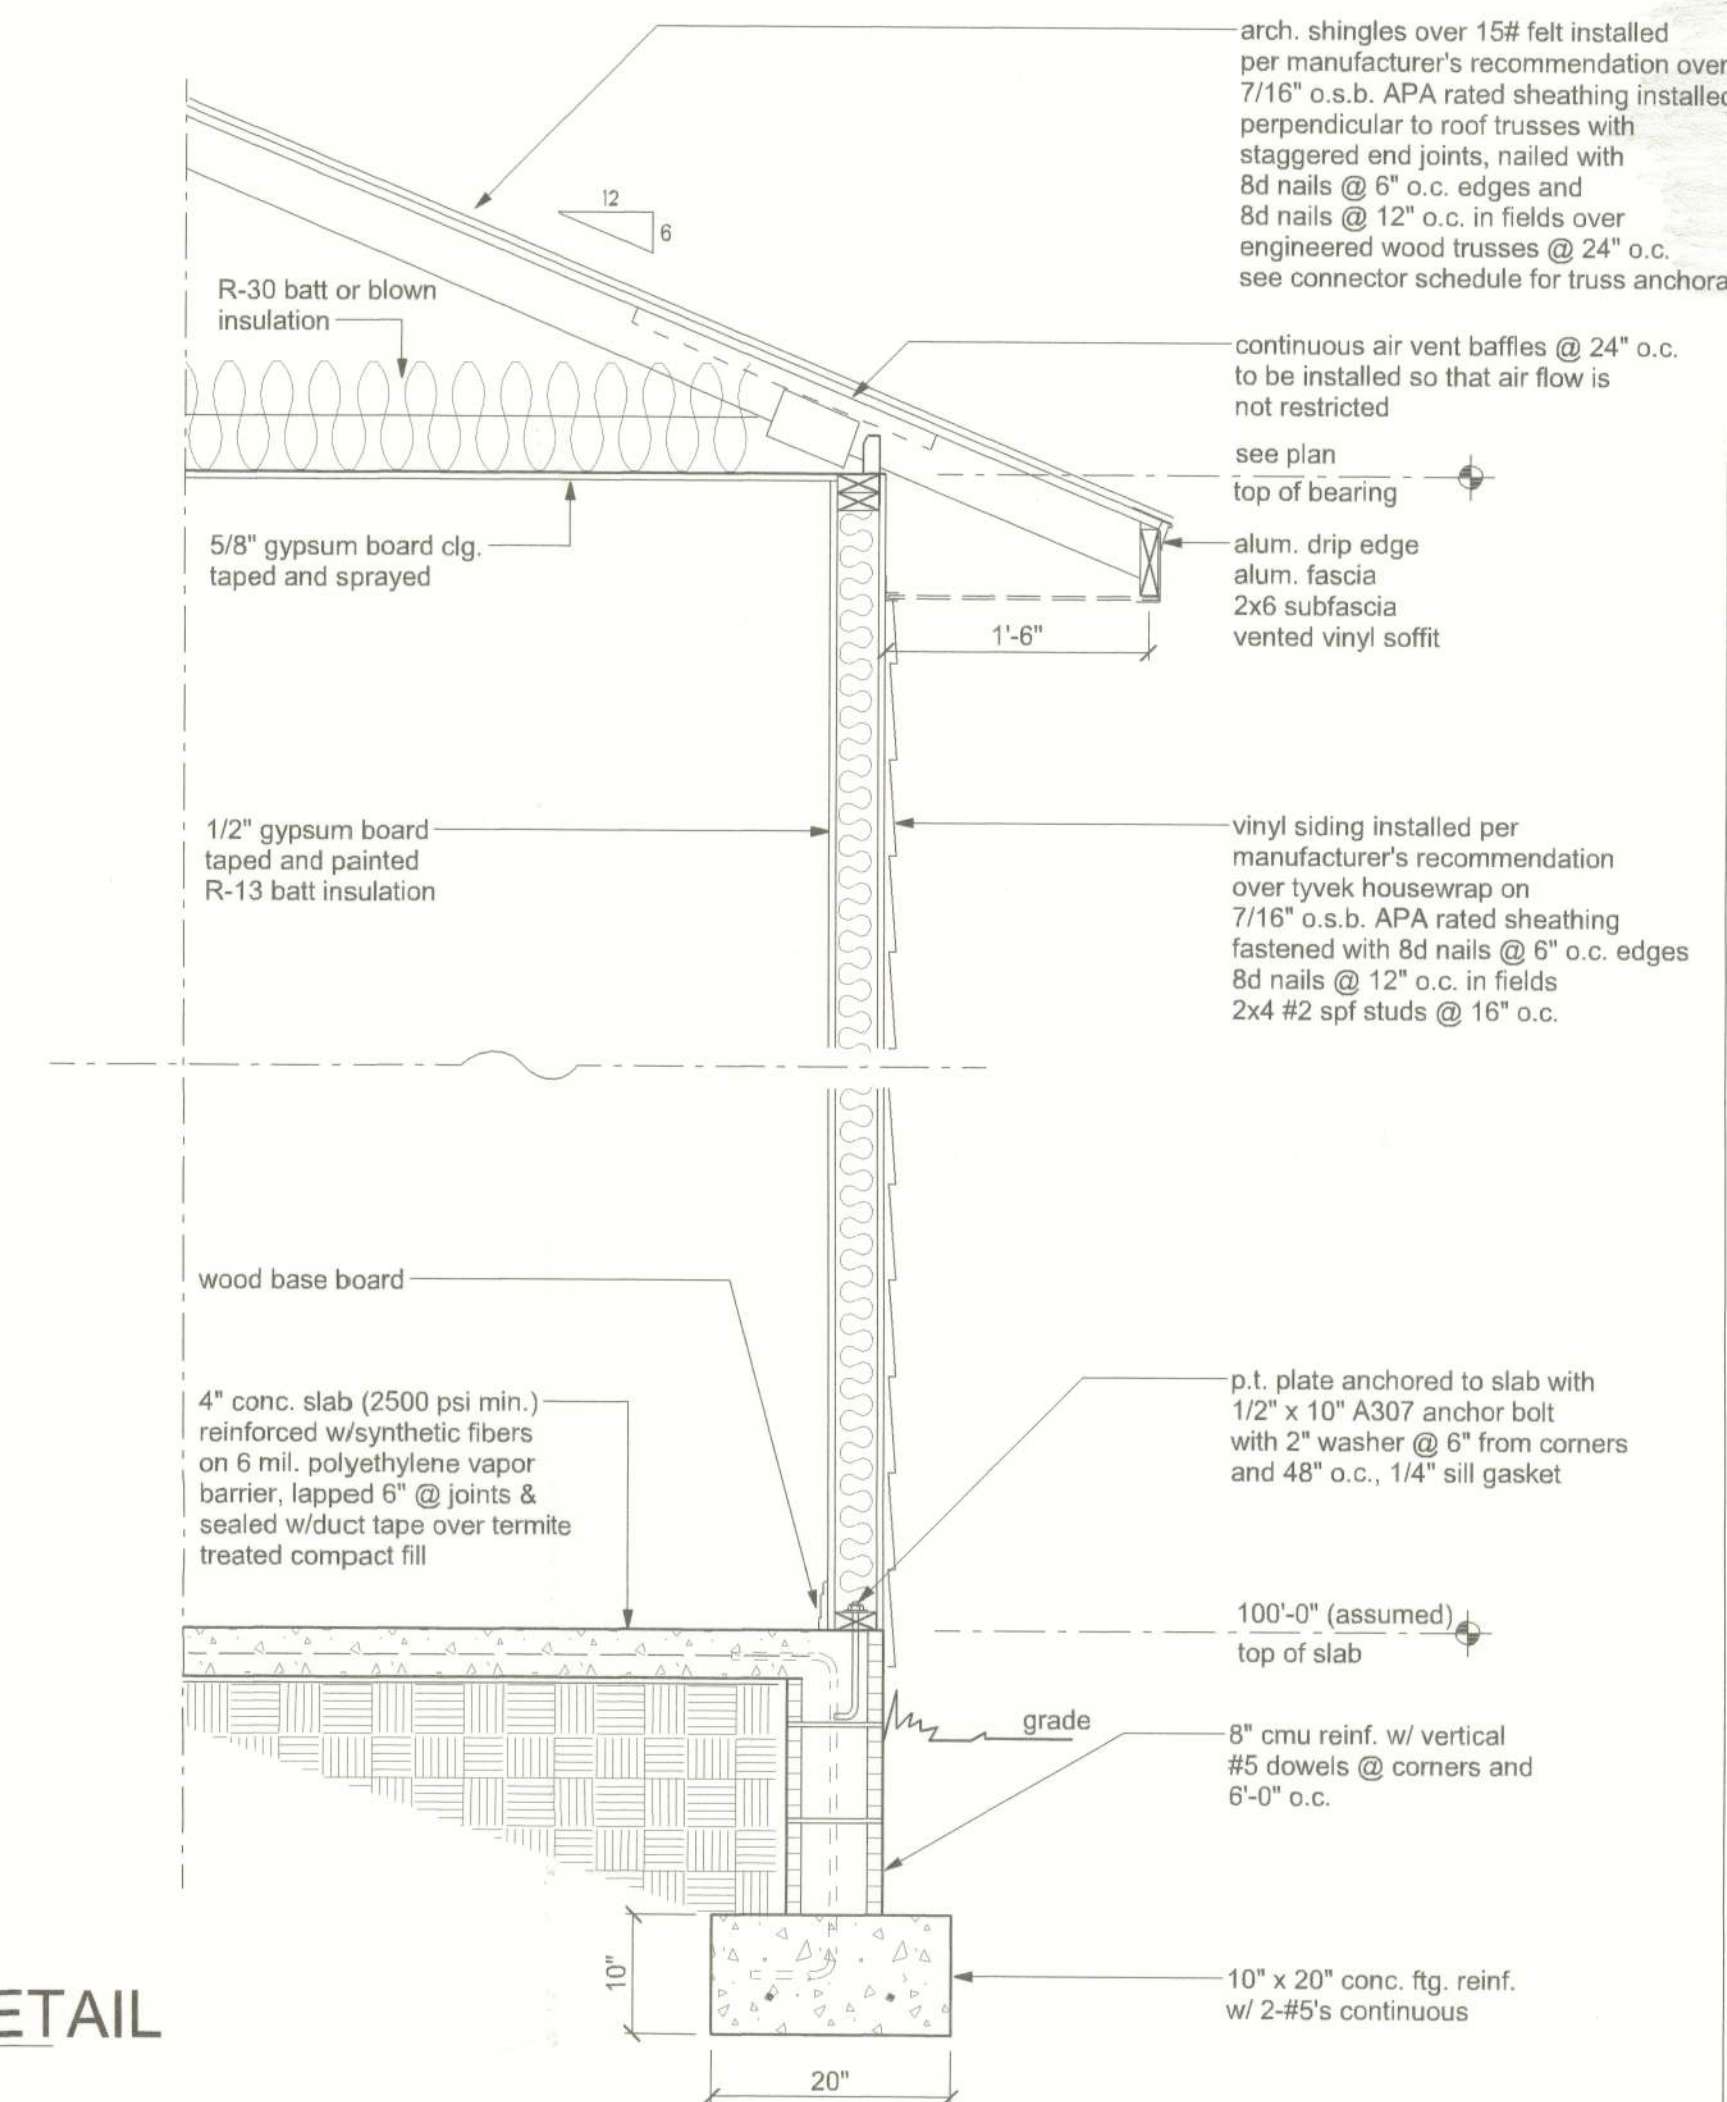 arch. shingles over 15# felt installed
per manufacturer's recommendation over
7/16" o.s.b. APA rated sheathing installed
perpendicular to roof trusses with
staggered end joints, nailed with
8d nails @ 6" o.c. edges and
8d nails @ 12" o.c. in fields over
engineered wood trusses @ 24" o.c.
see connector schedule for truss anchora
12
6
R-30 batt or blown
insulation
continuous air vent baffles @ 24" o.c.
to be installed so that air flow is
not restricted
see plan
top of bearing
5/8" gypsum board clg.
taped and sprayed
alum. drip edge
alum. fascia
2x6 subfascia
vented vinyl soffit
1'-6"
1/2" gypsum board
taped and painted
R-13 batt insulation
vinyl siding installed per
manufacturer's recommendation
over tyvek housewrap on
7/16" o.s.b. APA rated sheathing
fastened with 8d nails @ 6" o.c. edges
8d nails @ 12" o.c. in fields
2x4 #2 spf studs @ 16" o.c.
wood base board
4" conc. slab (2500 psi min.)
reinforced w/synthetic fibers
on 6 mil. polyethylene vapor
barrier, lapped 6" @ joints &
sealed w/duct tape over termite
treated compact fill
p.t. plate anchored to slab with
1/2" x 10" A307 anchor bolt
with 2" washer @ 6" from corners
and 48" o.c., 1/4" sill gasket
100'-0" (assumed)
top of slab
grade
8" cmu reinf. w/ vertical
#5 dowels @ corners and
6'-0" o.c.
10"
10" x 20" conc. ftg. reinf.
w/ 2-#5's continuous
ETAIL
20"